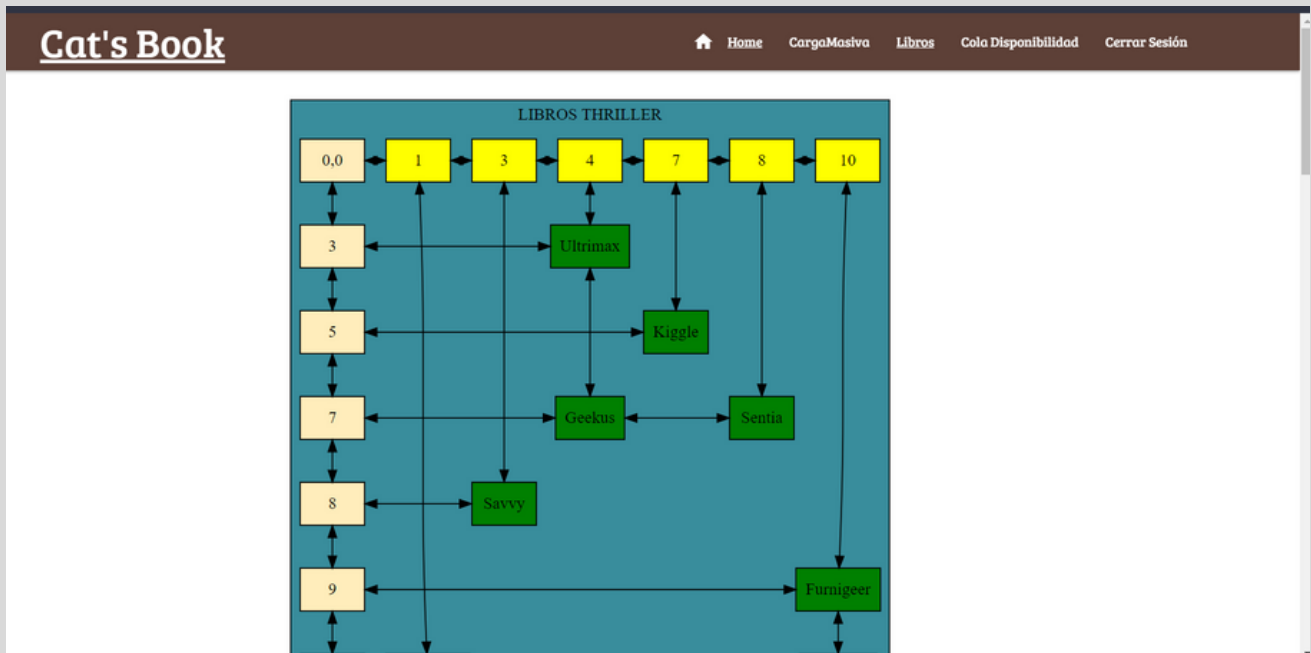 Cat's Book
Home CargaMasiva Libros Cola Disponibilidad Cerrar Sesión
LIBROS THRILLER
0,0 1 3 4 7 8 10
3 Ultrimax
5 Kiggle
7 Geekus Sentia
8 Savvy
9 Furnigeer